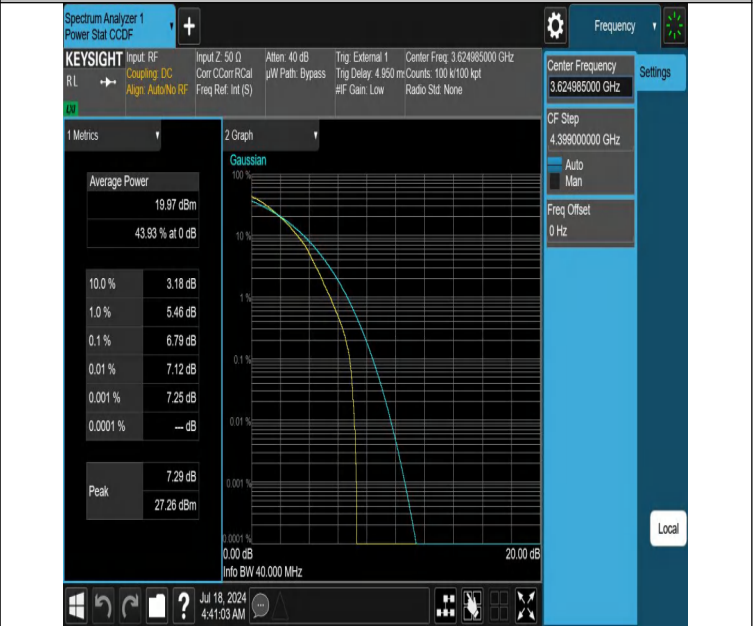 Spectrum Analyzer 1
Power Stat CCDF
Frequency
KEYSIGHT
RL
Input: RF
Coupling: DC
Align: Auto/No RF
Input Z: 50 Ω
Corr CCorr RCal
Freq Ref: Int (S)
Atten: 40 dB
µW Path: Bypass
Trig: External 1
Trig Delay: 4.950 ms
#IF Gain: Low
Center Freq: 3.624985000 GHz
Counts: 100 k/100 kpt
Radio Std: None
1 Metrics
Average Power
19.97 dBm
43.93 % at 0 dB
10.0 % 3.18 dB
1.0 % 5.46 dB
0.1 % 6.79 dB
0.01 % 7.12 dB
0.001 % 7.25 dB
0.0001 % --- dB
Peak
7.29 dB
27.26 dBm
2 Graph
Gaussian
100 %
10 %
1 %
0.1 %
0.01 %
0.001 %
0.0001 %
0.00 dB
20.00 dB
Info BW 40.000 MHz
Center Frequency
3.624985000 GHz
Settings
CF Step
4.399000000 GHz
Auto
Man
Freq Offset
0 Hz
Local
?
Jul 18, 2024
4:41:03 AM